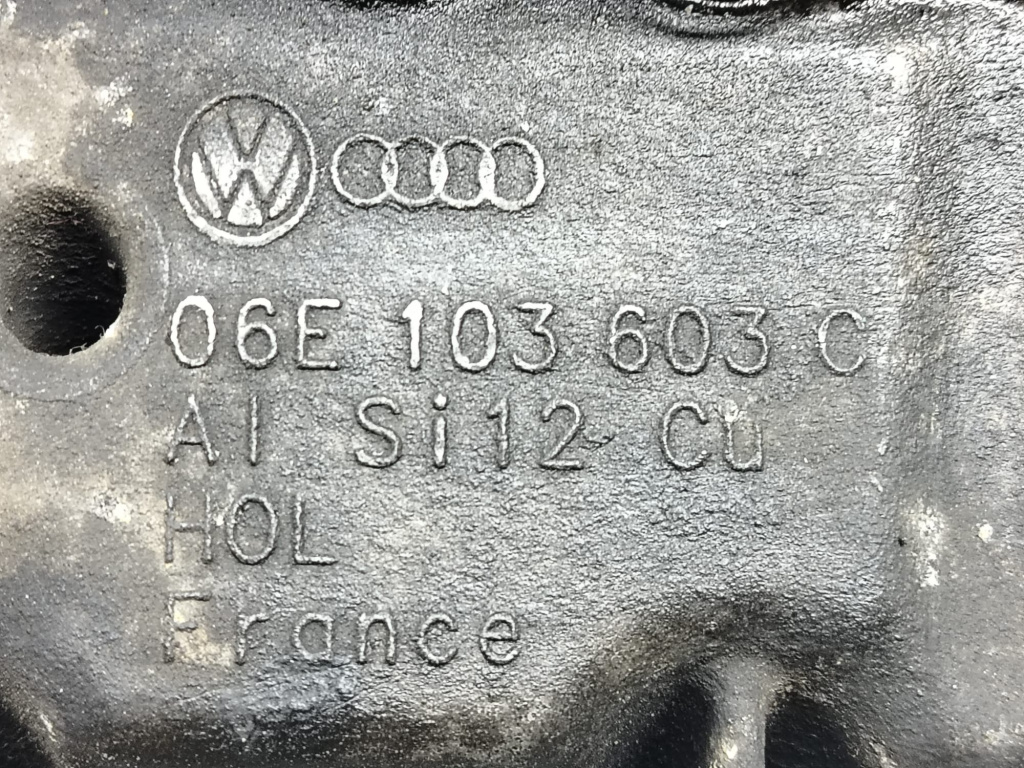 06E 103 603 C
Al Si12 Cu
HOL
France